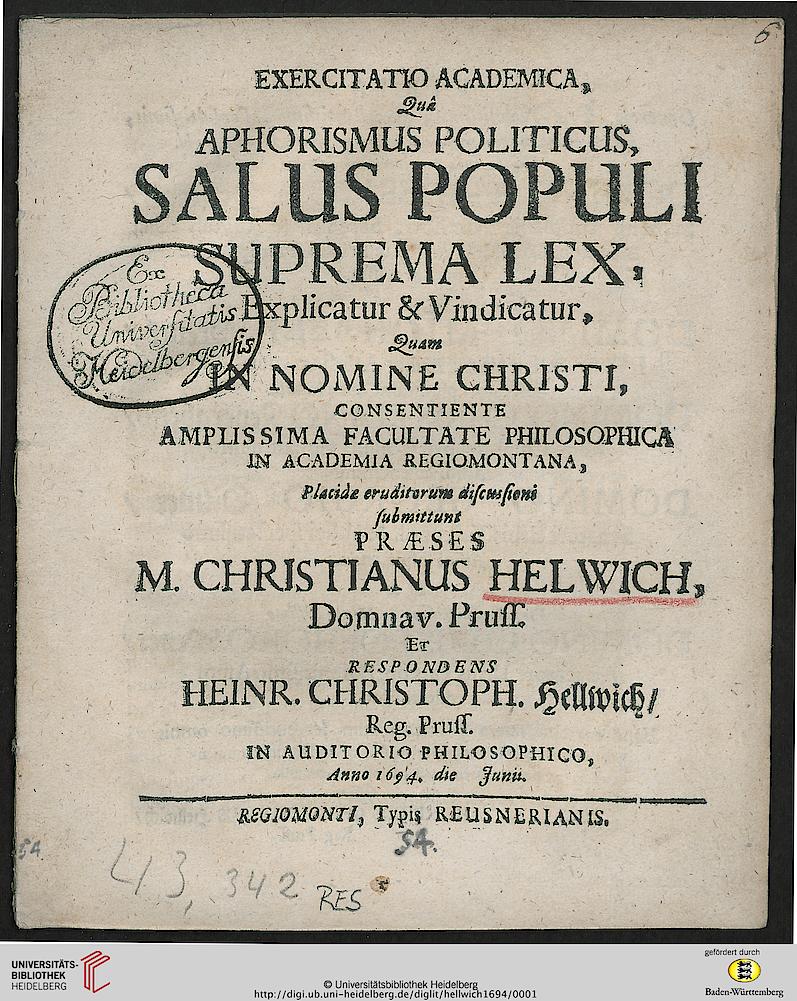 6
EXERCITATIO ACADEMICA,
Quâ
APHORISMUS POLITICUS,
SALUS POPULI
SUPREMA LEX,
Explicatur & Vindicatur,
Quam
IN NOMINE CHRISTI,
CONSENTIENTE
AMPLISSIMA FACULTATE PHILOSOPHICA
IN ACADEMIA REGIOMONTANA,
Placidæ eruditorum diſcuſſioni
ſubmittunt
PRÆSES
M. CHRISTIANUS HELWICH,
Domnav. Pruſſ.
Et
RESPONDENS
HEINR. CHRISTOPH. Hellwich/
Reg. Pruſſ.
IN AUDITORIO PHILOSOPHICO,
Anno 1694. die Junii.
REGIOMONTI, Typis REUSNERIANIS.
Ex
Bibliotheca
Univerſitatis
Heidelbergenſis
54.
54
43, 342 RES
UNIVERSITÄTS-
BIBLIOTHEK
HEIDELBERG
© Universitätsbibliothek Heidelberg
http://digi.ub.uni-heidelberg.de/diglit/hellwich1694/0001
gefördert durch
Baden-Württemberg